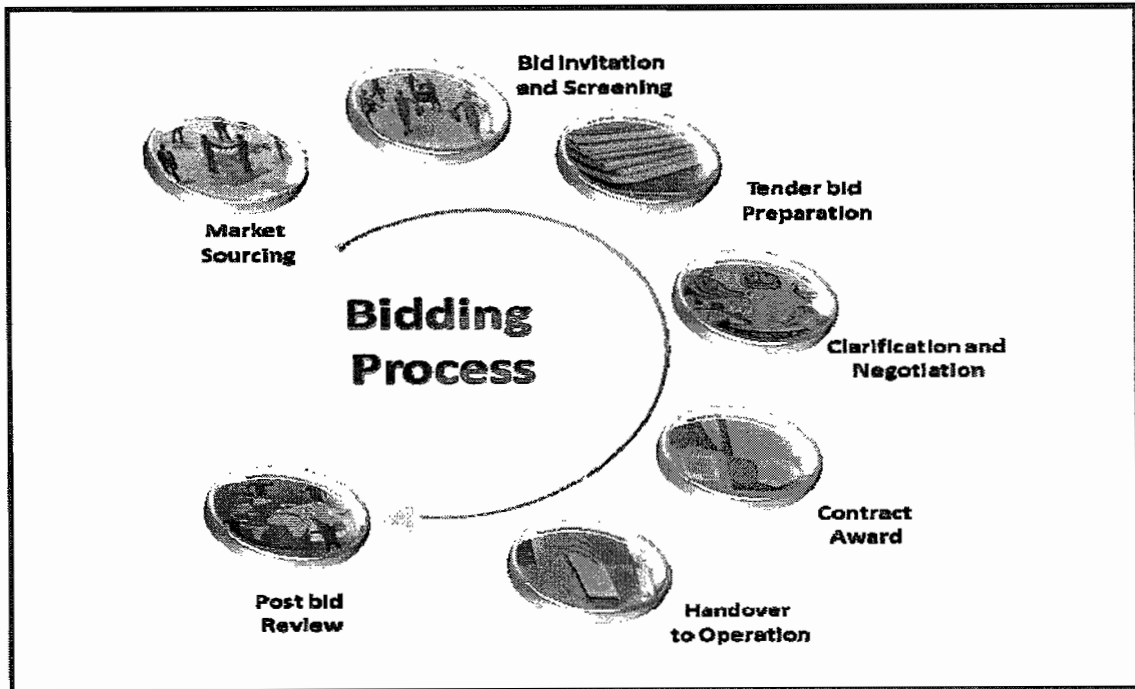 Bid Invitation
and Screening
Tender bid
Preparation
Market
Sourcing
Bidding
Process
Clarification and
Negotiation
Contract
Award
Post bid
Review
Handover
to Operation